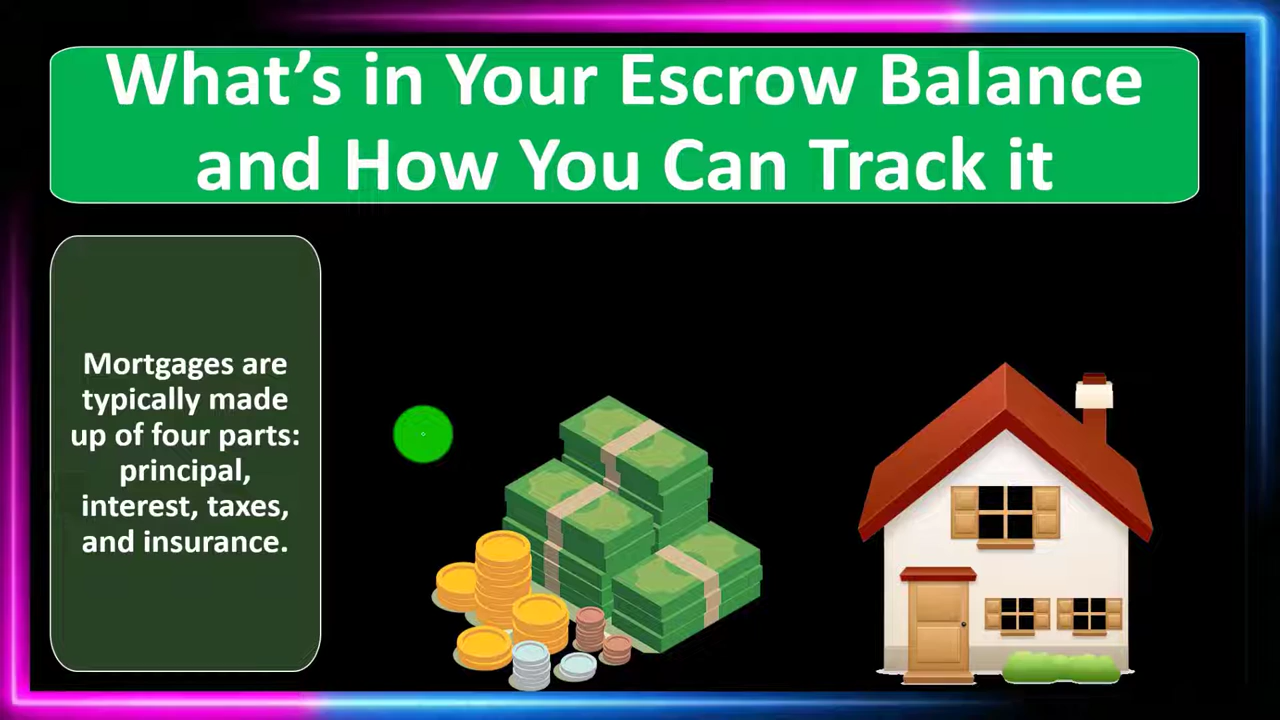 What’s in Your Escrow Balance
and How You Can Track it
Mortgages are
typically made
up of four parts:
principal,
interest, taxes,
and insurance.